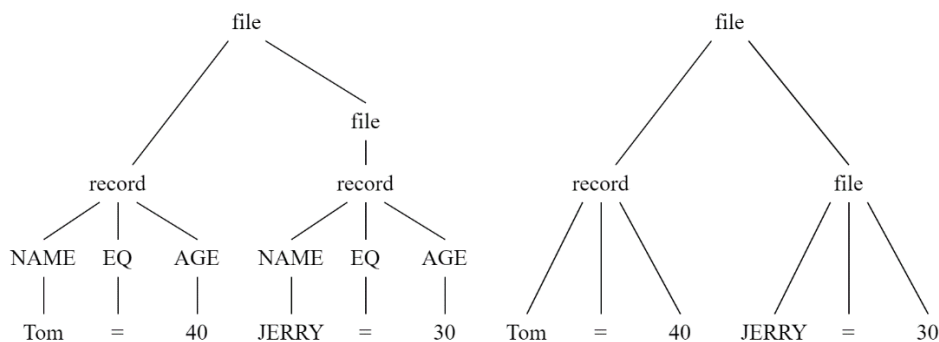 file file
file
record record record file
NAME EQ AGE NAME EQ AGE
Tom = 40 JERRY = 30 Tom = 40 JERRY = 30